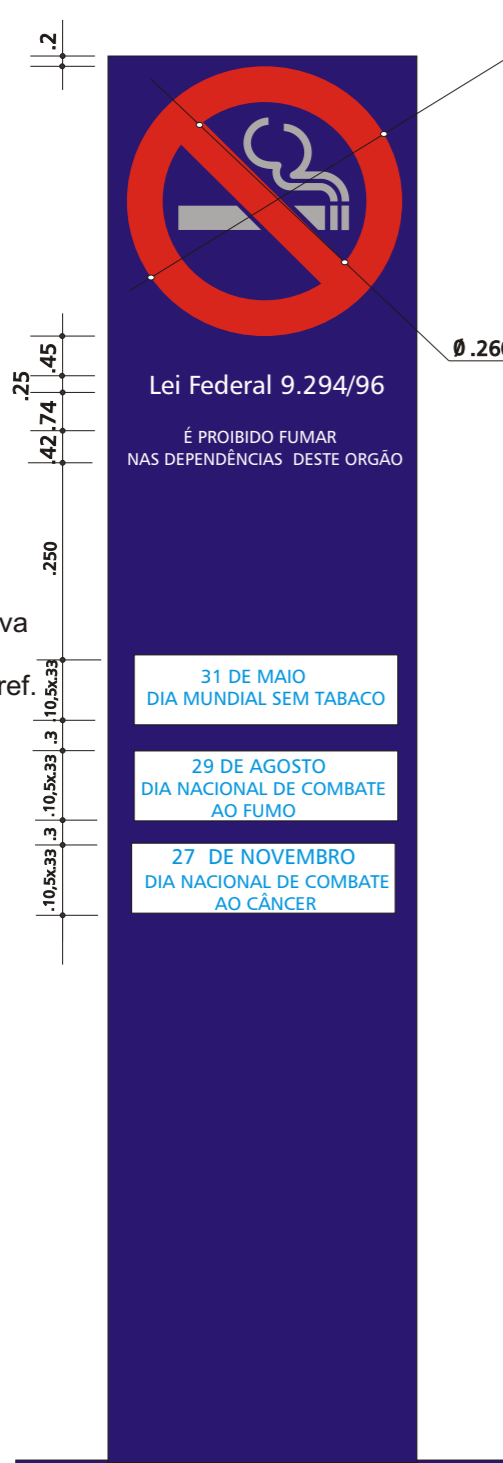 .2
Ø .260
.45
.25
.74
.42
Lei Federal 9.294/96
É PROIBIDO FUMAR
NAS DEPENDÊNCIAS DESTE ORGÃO
.250
va
ref.
.10,5x.33
31 DE MAIO
DIA MUNDIAL SEM TABACO
.3
.10,5x.33
29 DE AGOSTO
DIA NACIONAL DE COMBATE
AO FUMO
.3
.10,5x.33
27 DE NOVEMBRO
DIA NACIONAL DE COMBATE
AO CÂNCER